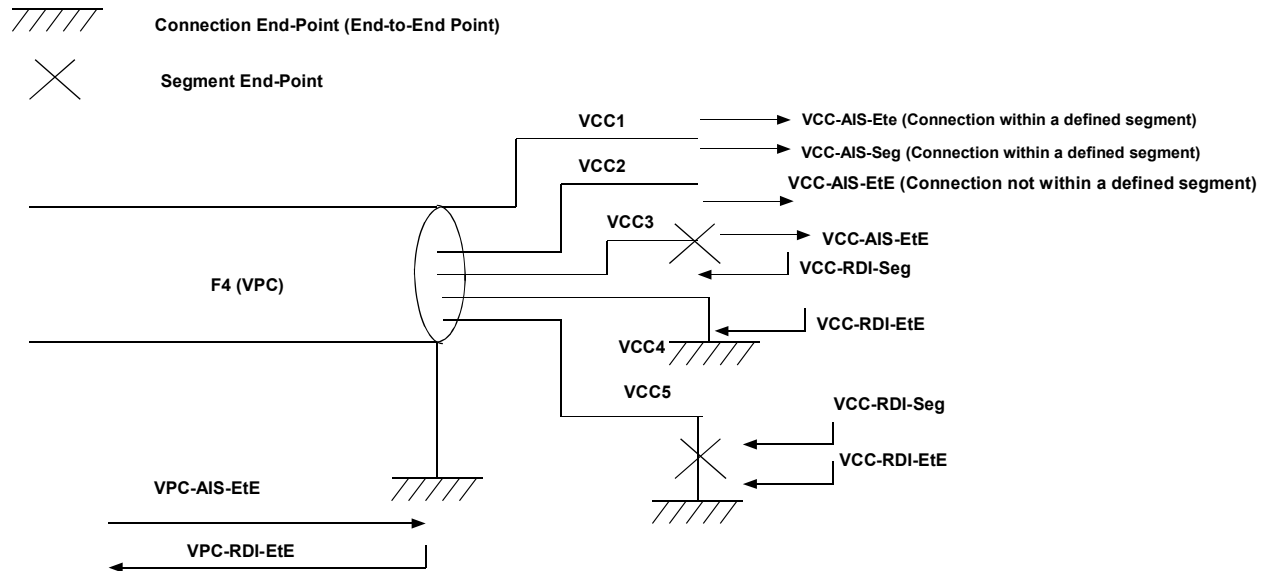 Connection End-Point (End-to-End Point)
Segment End-Point
VCC1
VCC-AIS-Ete (Connection within a defined segment)
VCC-AIS-Seg (Connection within a defined segment)
VCC2
VCC-AIS-EtE (Connection not within a defined segment)
VCC3
VCC-AIS-EtE
VCC-RDI-Seg
F4 (VPC)
VCC-RDI-EtE
VCC4
VCC5
VCC-RDI-Seg
VCC-RDI-EtE
VPC-AIS-EtE
VPC-RDI-EtE